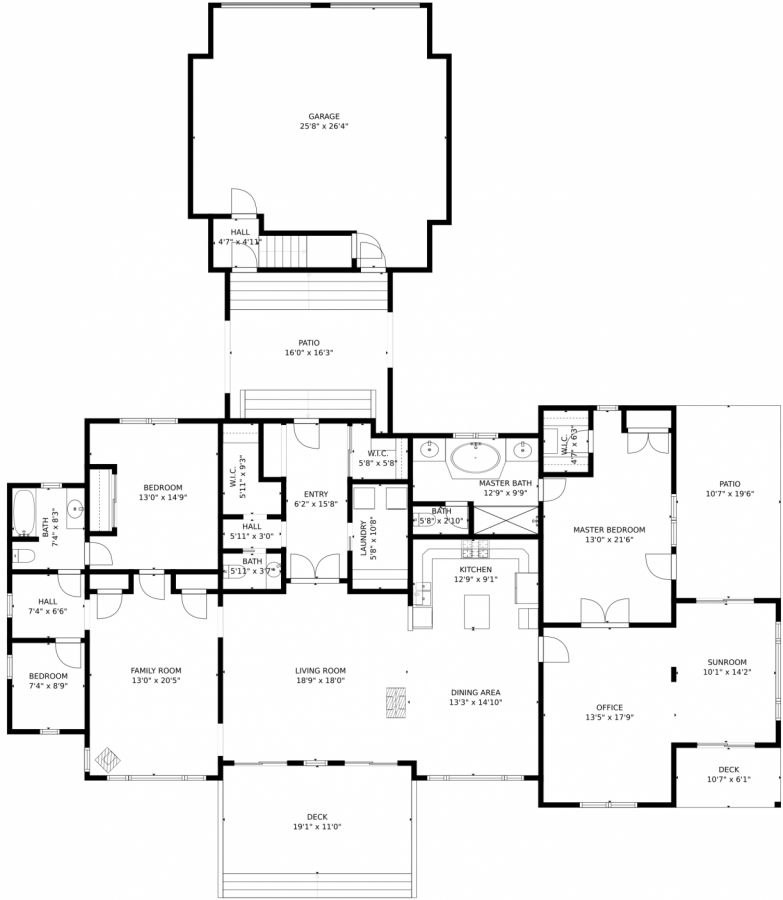 GARAGE
25'8" x 26'4"
HALL
4'7" x 4'11"
PATIO
16'0" x 16'3"
BEDROOM
13'0" x 14'9"
W.I.C.
5'11" x 9'3"
ENTRY
6'2" x 15'8"
W.I.C.
5'8" x 5'8"
MASTER BATH
12'9" x 9'9"
W.I.C.
4'7" x 6'3"
PATIO
10'7" x 19'6"
BATH
7'4" x 8'3"
HALL
5'11" x 3'0"
LAUNDRY
5'8" x 10'8"
BATH
5'8" x 2'10"
MASTER BEDROOM
13'0" x 21'6"
BATH
5'11" x 3'7"
KITCHEN
12'9" x 9'1"
HALL
7'4" x 6'6"
BEDROOM
7'4" x 8'9"
FAMILY ROOM
13'0" x 20'5"
LIVING ROOM
18'9" x 18'0"
DINING AREA
13'3" x 14'10"
OFFICE
13'5" x 17'9"
SUNROOM
10'1" x 14'2"
DECK
10'7" x 6'1"
DECK
19'1" x 11'0"